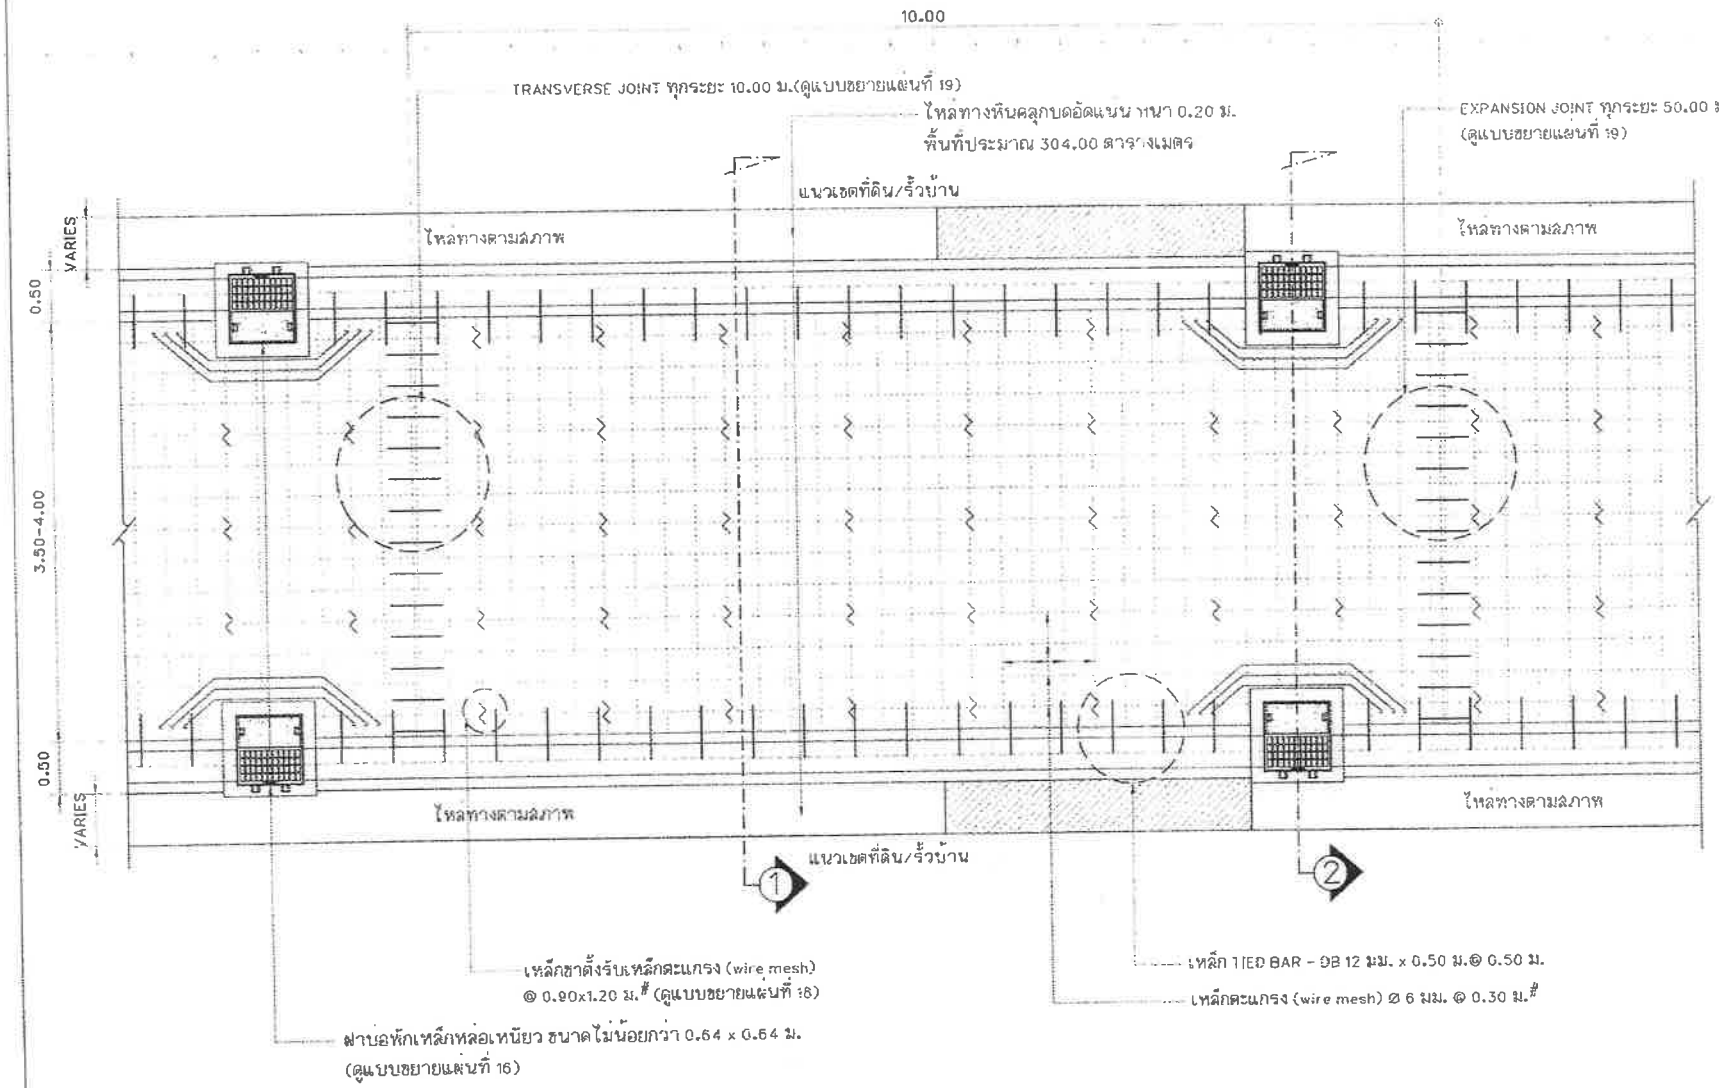 10.00
TRANSVERSE JOINT ทุกระยะ 10.00 ม.(ดูแบบขยายแผ่นที่ 19)
ไหล่ทางหินคลุกบดอัดแน่น หนา 0.20 ม.
พื้นที่ประมาณ 304.00 ตารางเมตร
EXPANSION JOINT ทุกระยะ 50.00
(ดูแบบขยายแผ่นที่ 19)
แนวเขตที่ดิน/รั้วบ้าน
VARIES
ไหล่ทางตามสภาพ
ไหล่ทางตามสภาพ
0.50
3.50-4.00
0.50
VARIES
ไหล่ทางตามสภาพ
ไหล่ทางตามสภาพ
แนวเขตที่ดิน/รั้วบ้าน
1
2
เหล็กขาตั้งรับเหล็กตะแกรง (wire mesh)
@ 0.90x1.20 ม.# (ดูแบบขยายแผ่นที่ 18)
เหล็ก TIED BAR - DB 12 มม. x 0.50 ม.@ 0.50 ม.
เหล็กตะแกรง (wire mesh) Ø 6 มม. @ 0.30 ม.#
ฝาบ่อพักเหล็กหล่อเหนียว ขนาดไม่น้อยกว่า 0.64 x 0.64 ม.
(ดูแบบขยายแผ่นที่ 16)